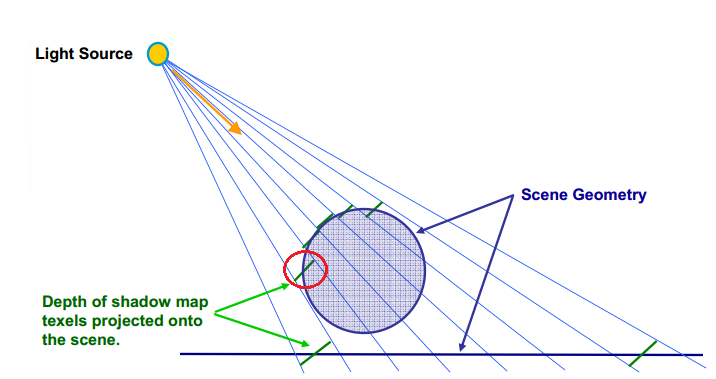 Light Source
Scene Geometry
Depth of shadow map
texels projected onto
the scene.